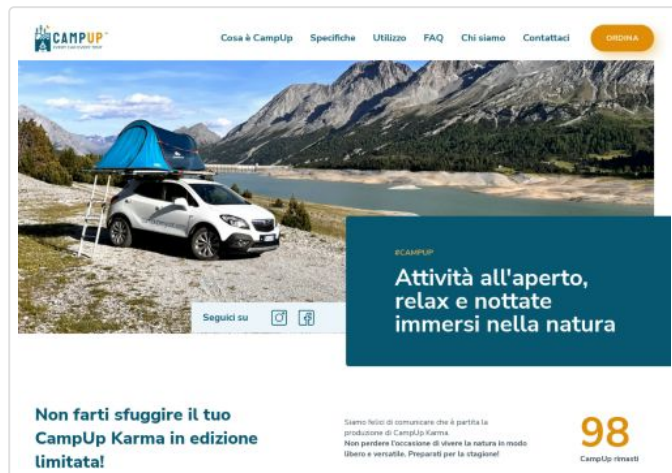 CAMPUP
Cosa è CampUp Specifiche Utilizzo FAQ Chi siamo Contattaci ORDINA
#CAMPUP
Attività all'aperto,
relax e nottate
immersi nella natura
Seguici su
Non farti sfuggire il tuo
CampUp Karma in edizione
limitata!
Siamo felici di comunicare che è partita la
produzione di CampUp Karma.
Non perdere l'occasione di vivere la natura in modo
libero e versatile. Preparati per la stagione!
98
CampUp rimasti